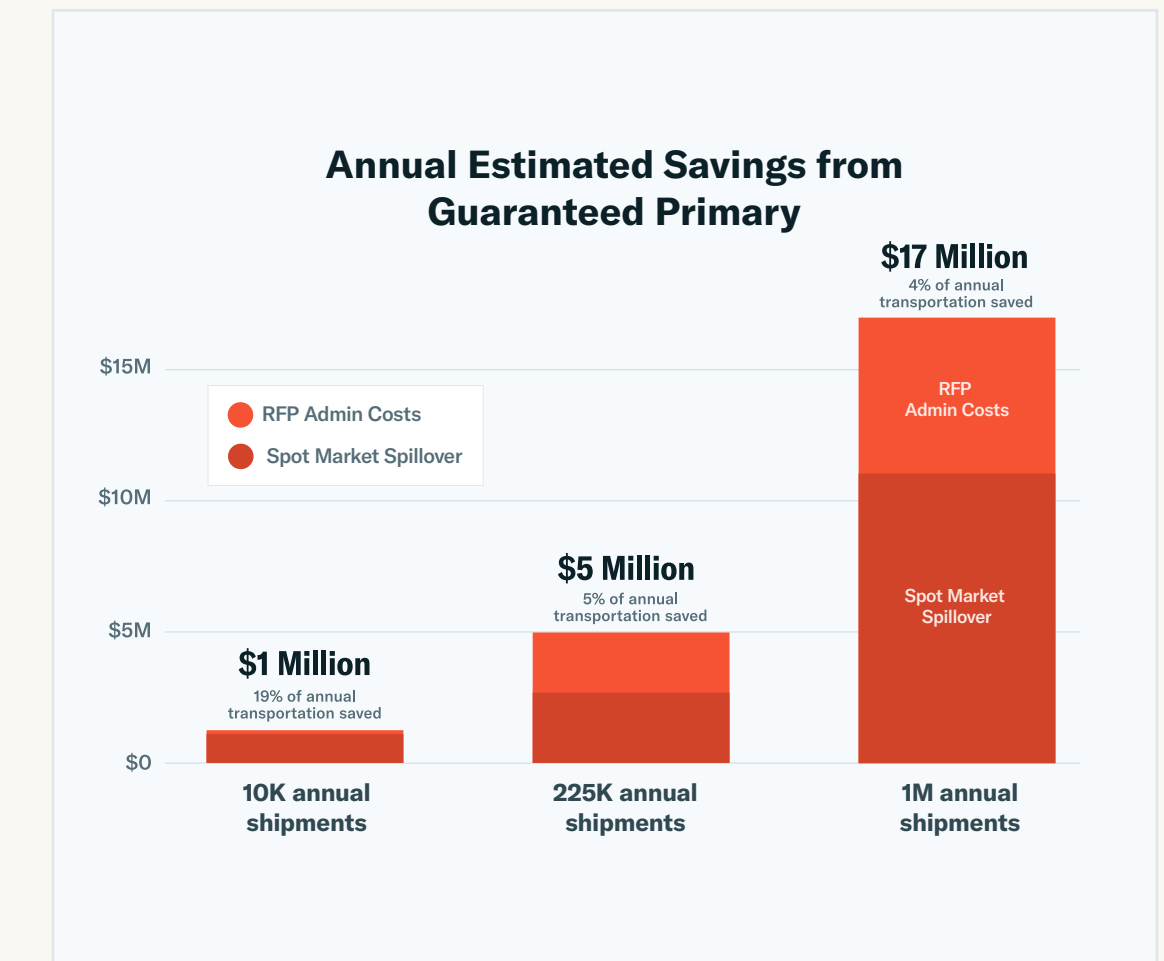 Annual Estimated Savings from
Guaranteed Primary
$17 Million
4% of annual
transportation saved
$15M
RFP Admin Costs
Spot Market Spillover
RFP
Admin Costs
$10M
$5 Million
5% of annual
transportation saved
Spot Market
Spillover
$5M
$1 Million
19% of annual
transportation saved
$0
10K annual
shipments
225K annual
shipments
1M annual
shipments